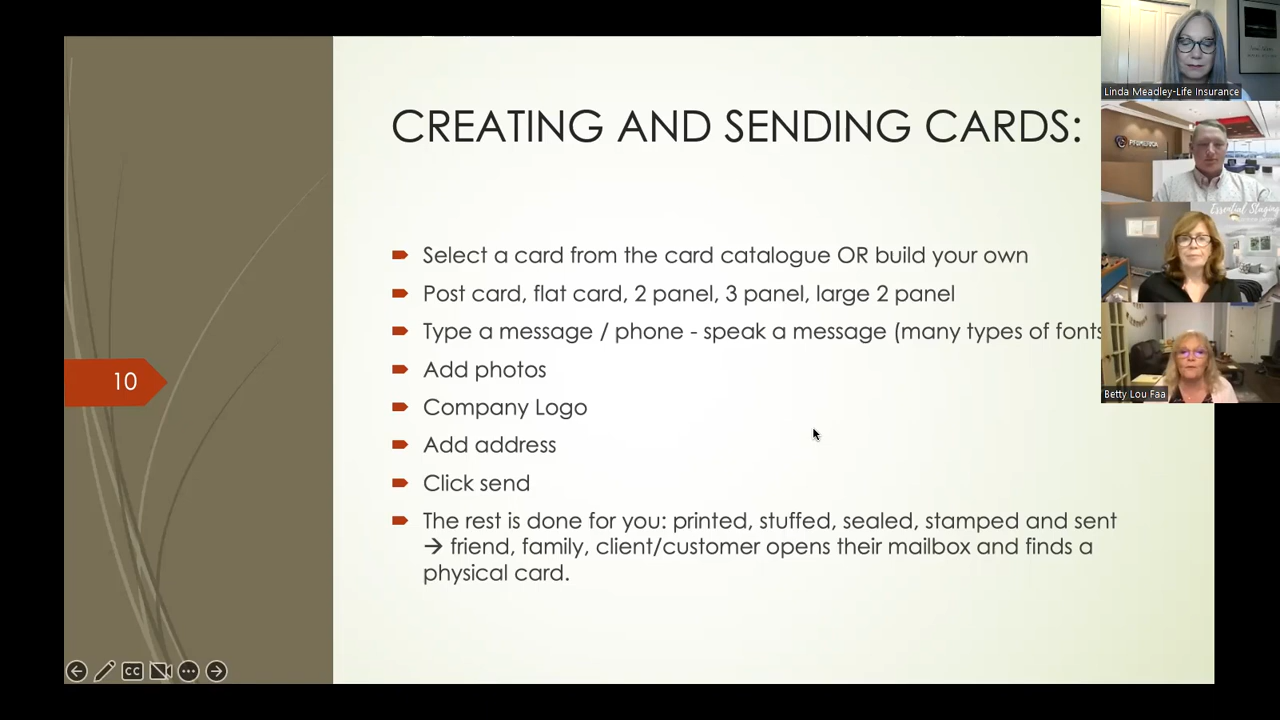 CREATING AND SENDING CARDS:
Select a card from the card catalogue OR build your own
Post card, flat card, 2 panel, 3 panel, large 2 panel
Type a message / phone - speak a message (many types of fonts
Add photos
Company Logo
Add address
Click send
The rest is done for you: printed, stuffed, sealed, stamped and sent
→ friend, family, client/customer opens their mailbox and finds a
physical card.
10
CC
Linda Meadley-Life Insurance
Essential Staging
Betty Lou Faa